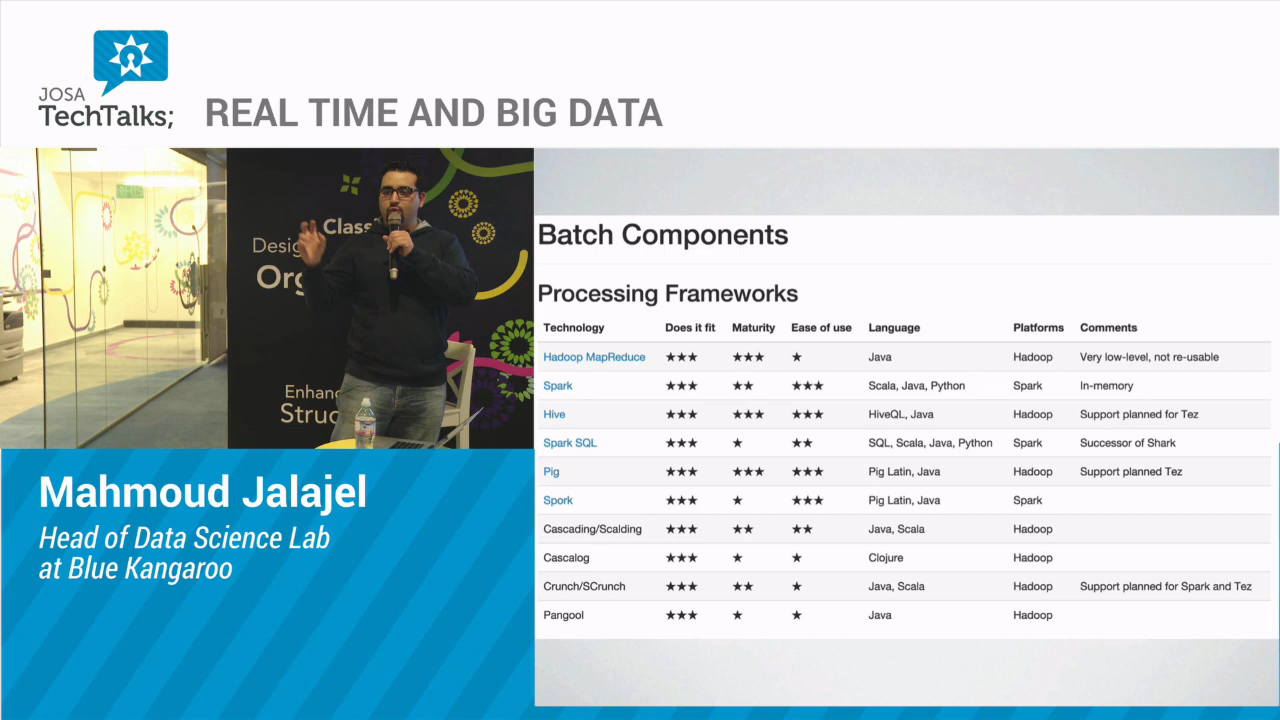 JOSA
TechTalks;
REAL TIME AND BIG DATA
Class
Desig
Org
Enhanc
Struc
Mahmoud Jalajel
Head of Data Science Lab
at Blue Kangaroo
Batch Components
Processing Frameworks
Technology Does it fit Maturity Ease of use Language Platforms Comments
Hadoop MapReduce ★★★ ★★★ ★ Java Hadoop Very low-level, not re-usable
Spark ★★★ ★★ ★★★ Scala, Java, Python Spark In-memory
Hive ★★★ ★★★ ★★★ HiveQL, Java Hadoop Support planned for Tez
Spark SQL ★★★ ★ ★★ SQL, Scala, Java, Python Spark Successor of Shark
Pig ★★★ ★★★ ★★★ Pig Latin, Java Hadoop Support planned Tez
Spork ★★★ ★ ★★★ Pig Latin, Java Spark
Cascading/Scalding ★★★ ★★ ★★ Java, Scala Hadoop
Cascalog ★★★ ★ ★ Clojure Hadoop
Crunch/SCrunch ★★★ ★★ ★ Java, Scala Hadoop Support planned for Spark and Tez
Pangool ★★★ ★ ★ Java Hadoop